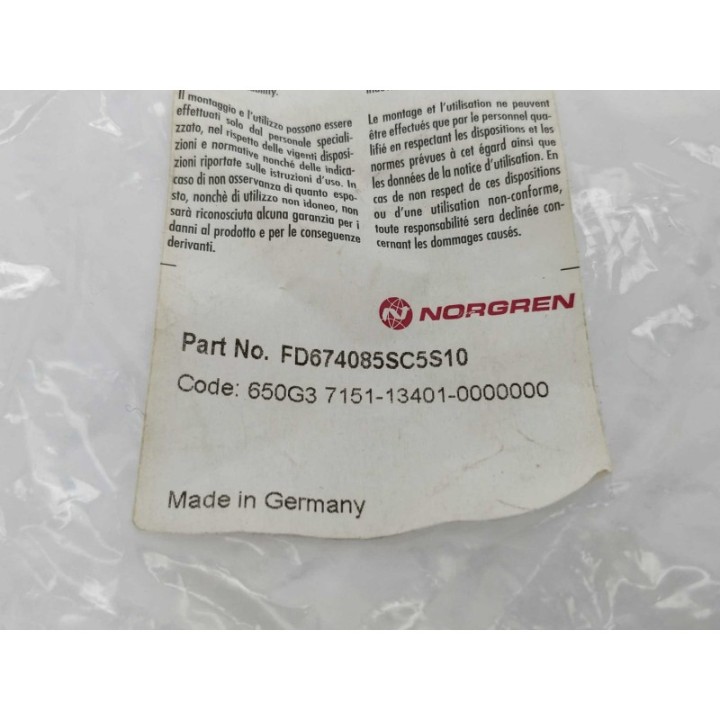 Il montaggio e l'utilizzo possono essere
effettuati solo dal personale speciali-
zzato, nel rispetto delle vigenti disposi-
zioni e normative nonché delle indica-
zioni riportate sulle istruzioni d'uso. In
caso di non osservanza di quanto espo-
sto, nonchè di utilizzo non idoneo, non
sarà riconosciuta alcuna garanzia per i
danni al prodotto e per le conseguenze
derivanti.
Le montage et l'utilisation ne peuvent
être effectués que par le personnel qua-
lifié en respectant les dispositions et les
normes prévues à cet égard ainsi que
les données de la notice d'utilisation. En
cas de non respect de ces dispositions
ou d'une utilisation non-conforme,
toute responsabilité sera declinée con-
cernant les dommages causés.
NORGREN
Part No. FD674085SC5S10
Code: 650G3 7151-13401-0000000
Made in Germany